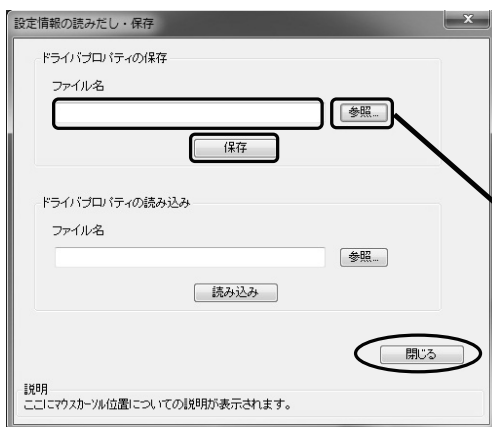 設定情報の読みだし・保存
ドライバプロパティの保存
ファイル名
参照...
保存
ドライバプロパティの読み込み
ファイル名
参照...
読み込み
閉じる
説明
ここにマウスカーソル位置についての説明が表示されます。